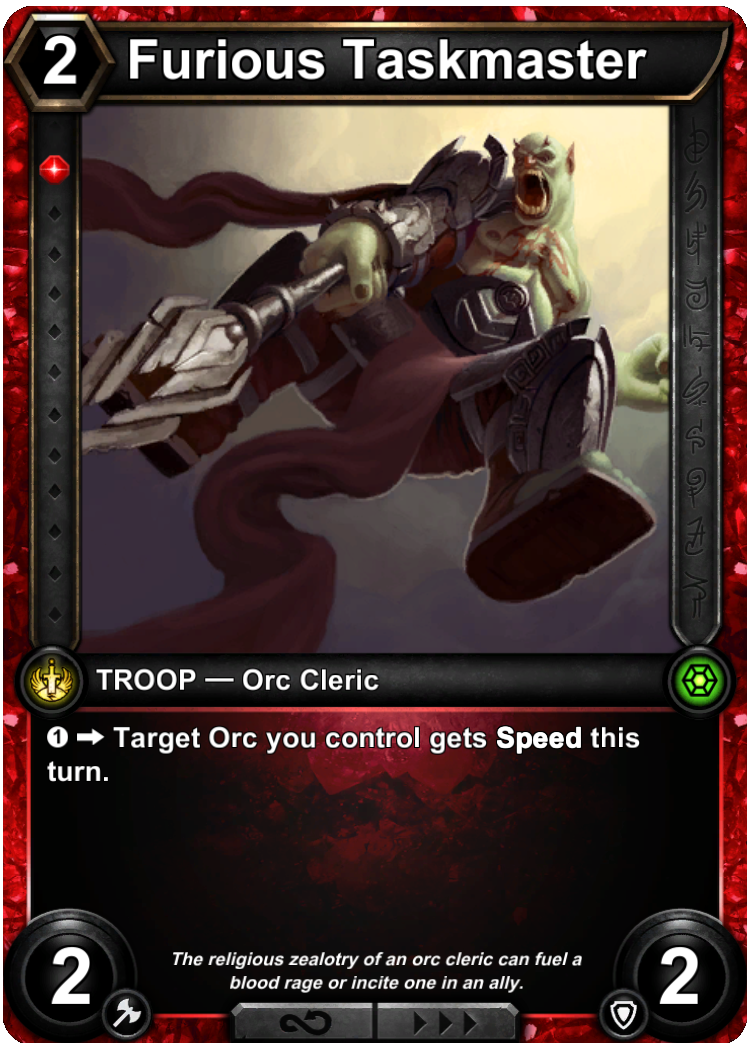 2 Furious Taskmaster
TROOP — Orc Cleric
1 ➡ Target Orc you control gets Speed this
turn.
The religious zealotry of an orc cleric can fuel a
blood rage or incite one in an ally.
2
2